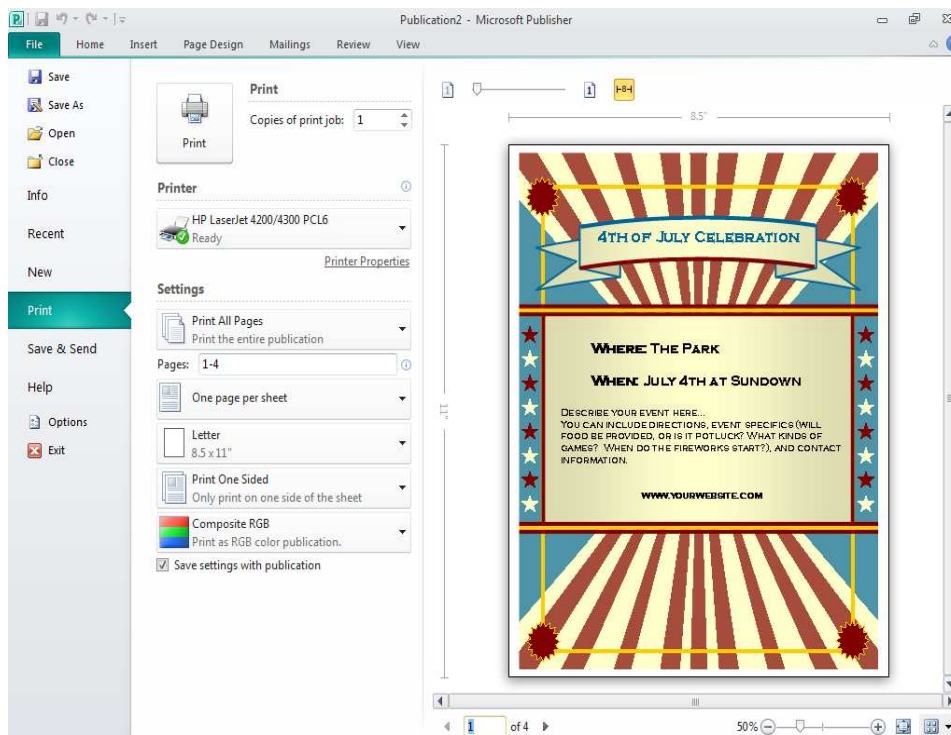 Publication2 - Microsoft Publisher
File Home Insert Page Design Mailings Review View
Save
Save As
Open
Close
Info
Recent
New
Print
Save & Send
Help
Options
Exit
Print
Print
Copies of print job: 1
Printer
HP LaserJet 4200/4300 PCL6
Ready
Printer Properties
Settings
Print All Pages
Print the entire publication
Pages: 1-4
One page per sheet
Letter
8.5 x 11"
Print One Sided
Only print on one side of the sheet
Composite RGB
Print as RGB color publication.
Save settings with publication
1 1
8.5"
11"
4th of July Celebration
Where: The Park
When: July 4th at Sundown
Describe your event here...
You can include directions, event specifics (will
food be provided, or is it potluck? What kinds of
games? When do the fireworks start?), and contact
information.
www.yourwebsite.com
1 of 4
50%